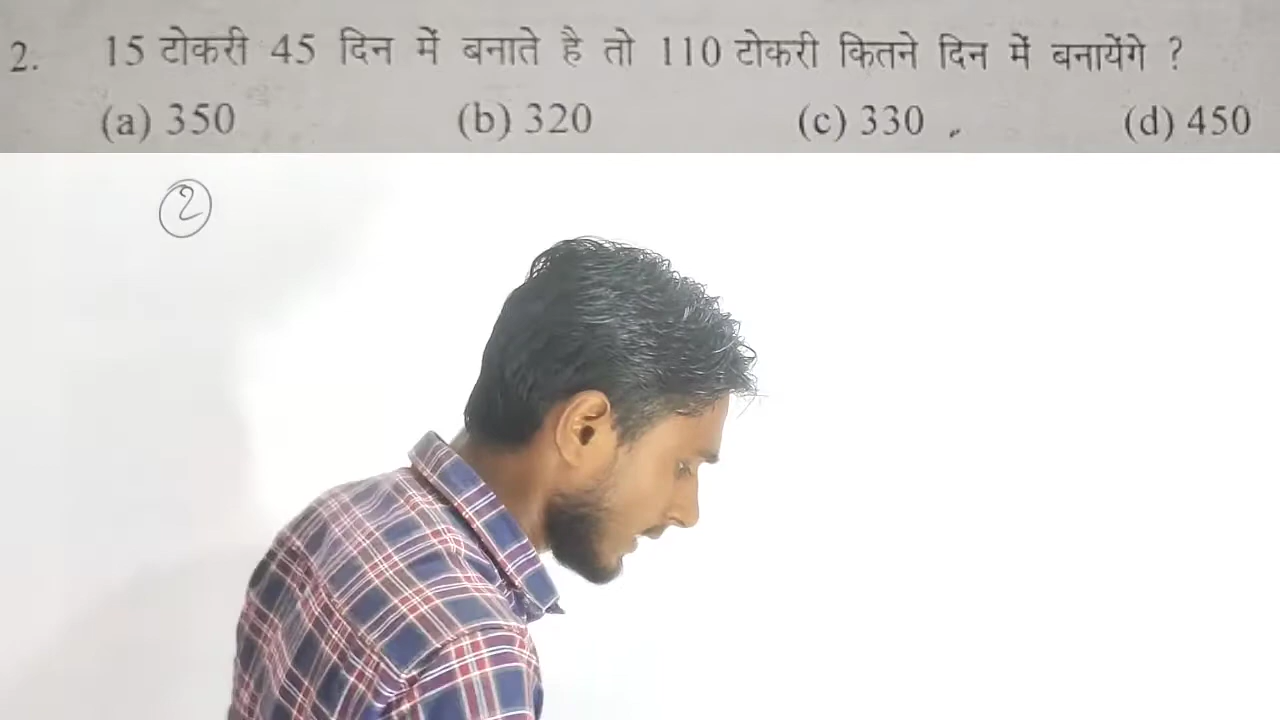 2. 15 टोकरी 45 दिन में बनाते है तो 110 टोकरी कितने दिन में बनायेंगे ?
(a) 350 (b) 320 (c) 330 (d) 450
2